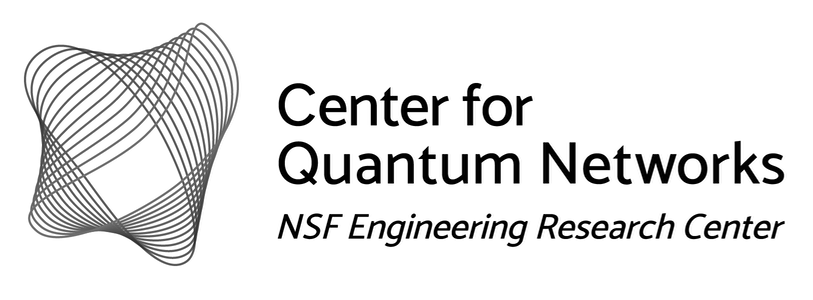 Center for
Quantum Networks
NSF Engineering Research Center